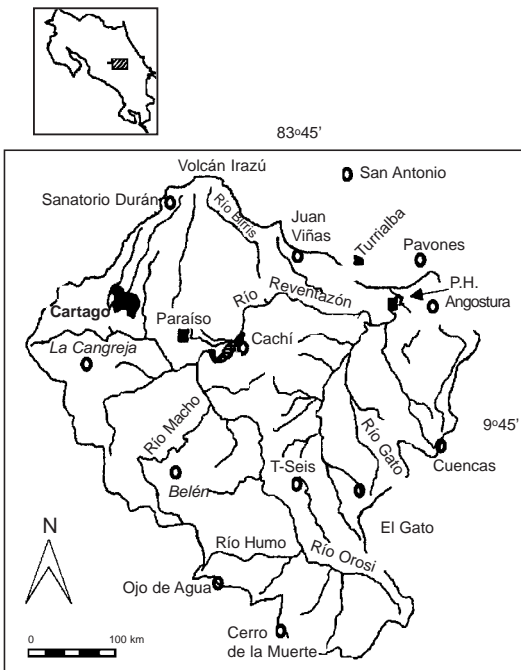 83º45'
Volcán Irazú
San Antonio
Sanatorio Durán
Río Birris
Juan
Viñas
Turrialba
Pavones
P.H.
Angostura
Río Reventazón
Cartago
Paraíso
Cachí
La Cangreja
Río Macho
9º45'
Río Gato
Cuencas
T-Seis
Belén
El Gato
N
Río Humo
Río Orosi
Ojo de Agua
0 100 km
Cerro
de la Muerte